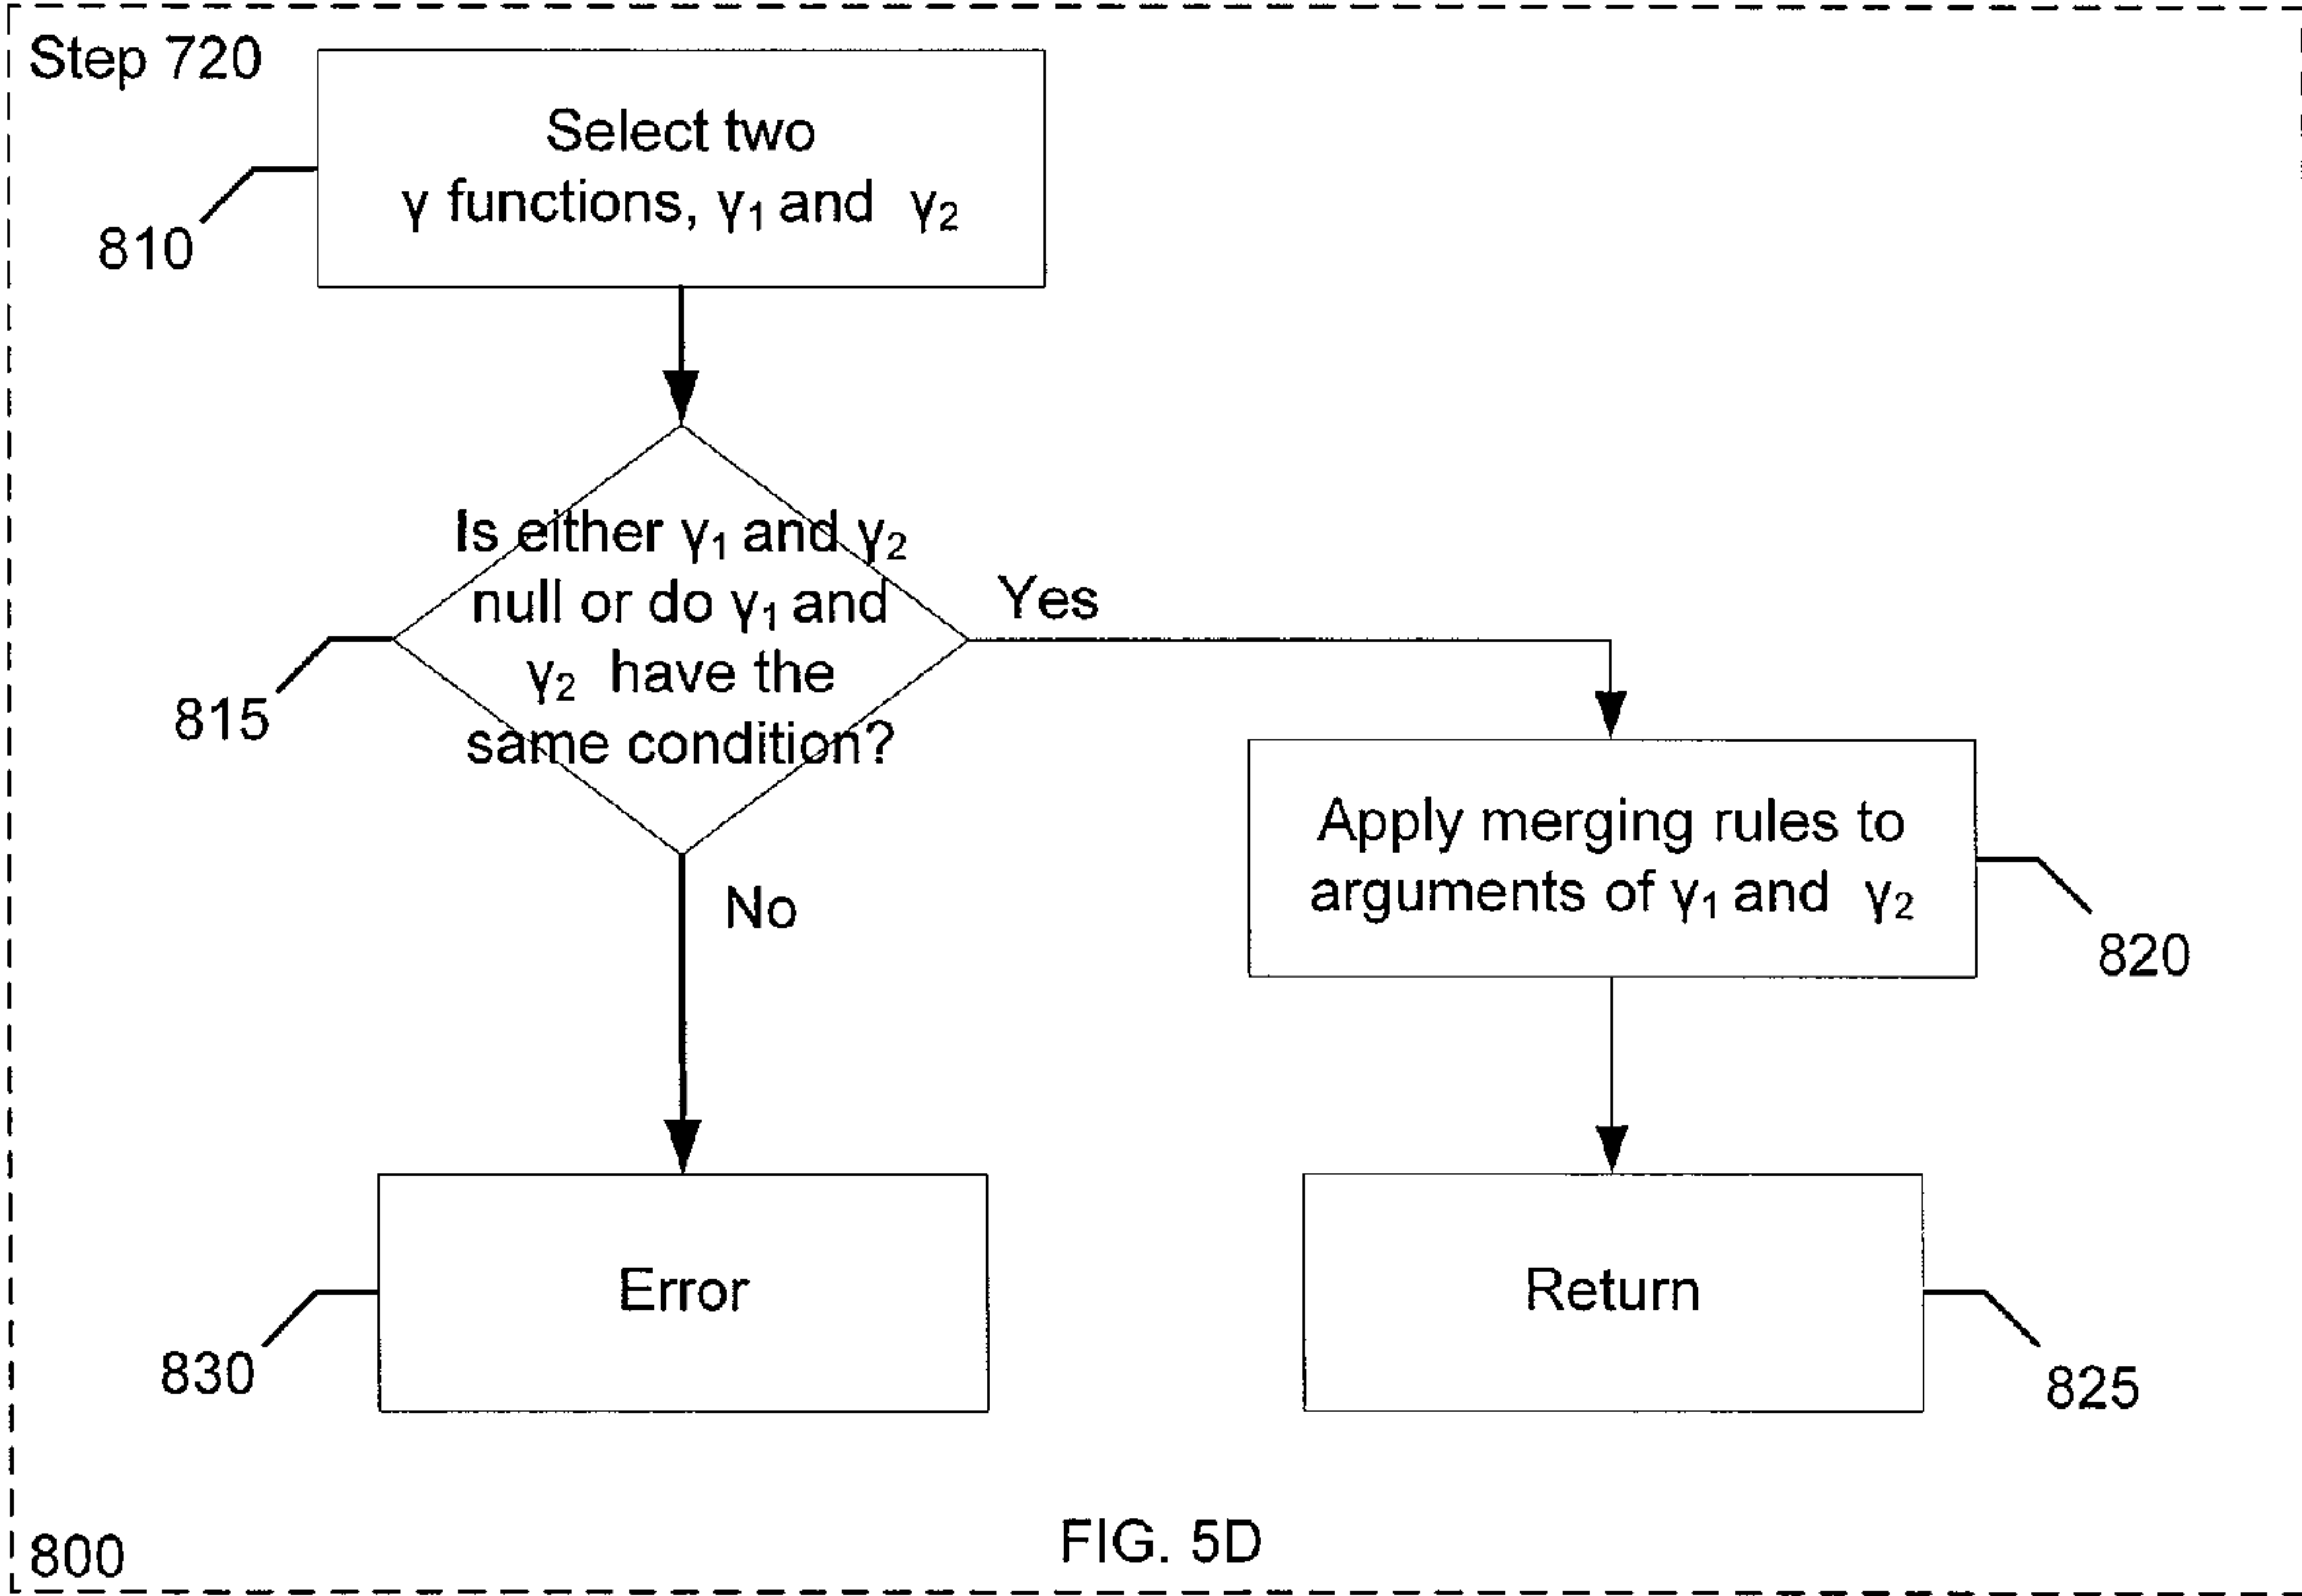 Step 720
Select two
γ functions, γ₁ and γ₂
810
Is either γ₁ and γ₂
null or do γ₁ and
γ₂ have the
same condition?
Yes
815
Apply merging rules to
arguments of γ₁ and γ₂
No
820
Error
Return
830
825
FIG. 5D
800